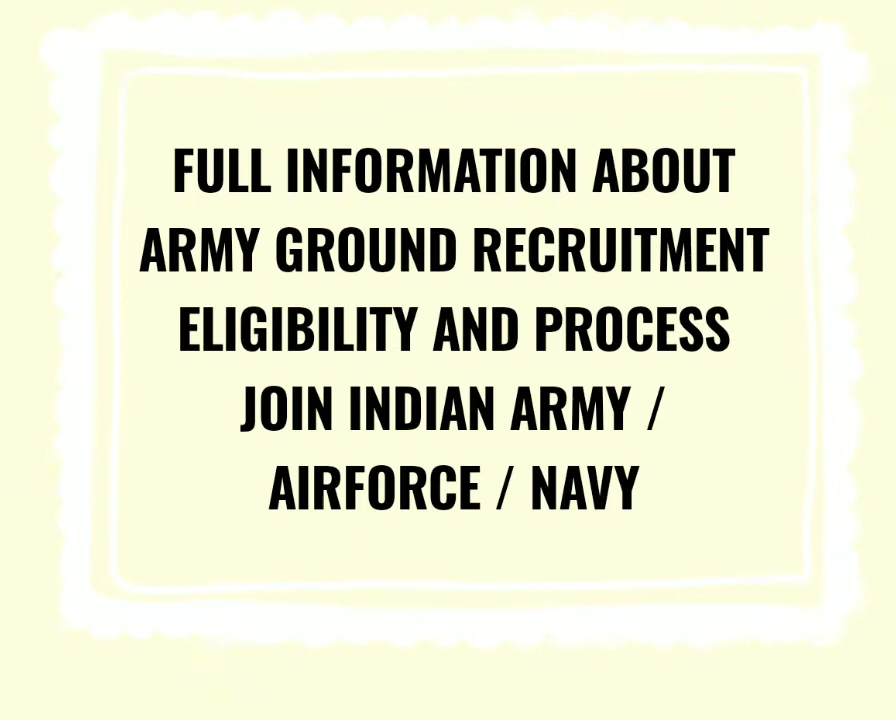 FULL INFORMATION ABOUT
ARMY GROUND RECRUITMENT
ELIGIBILITY AND PROCESS
JOIN INDIAN ARMY /
AIRFORCE / NAVY